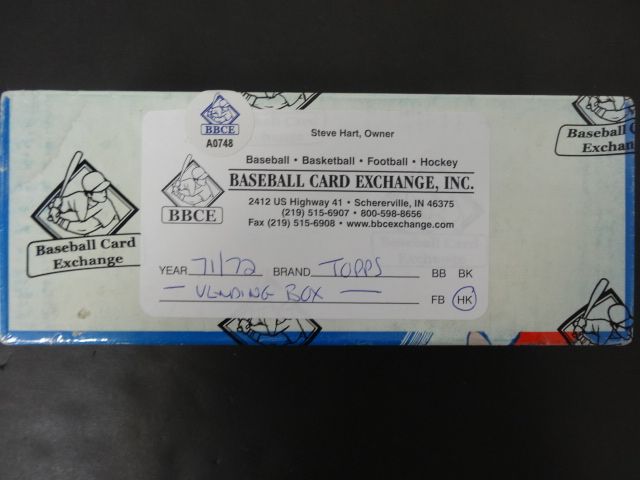 BBCE
A0748
Steve Hart, Owner
Baseball • Basketball • Football • Hockey
BASEBALL CARD EXCHANGE, INC.
2412 US Highway 41 • Schererville, IN 46375
(219) 515-6907 • 800-598-8656
Fax (219) 515-6908 • www.bbcexchange.com
BBCE
YEAR 71/72 BRAND TOPPS BB BK
— VENDING BOX — FB HK
Baseball Card
Exchange
Baseball
Exchan
Baseball Card
Exchange